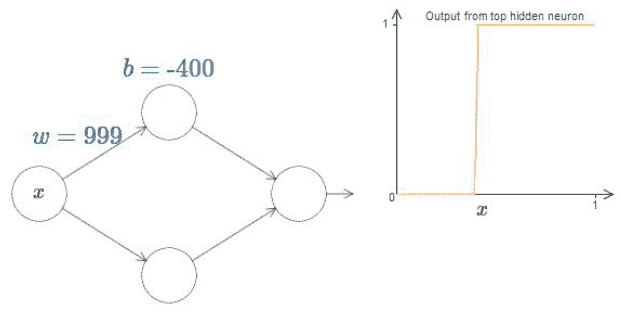 b = -400
w = 999
x
Output from top hidden neuron
1
0
x
1